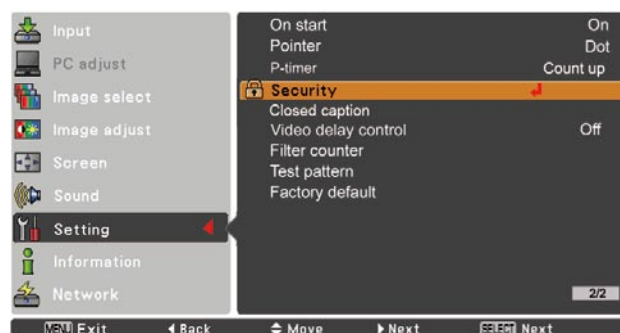 Input
PC adjust
Image select
Image adjust
Screen
Sound
Setting
Information
Network
On start On
Pointer Dot
P-timer Count up
Security
Closed caption
Video delay control Off
Filter counter
Test pattern
Factory default
2/2
MENU Exit Back Move Next SELECT Next